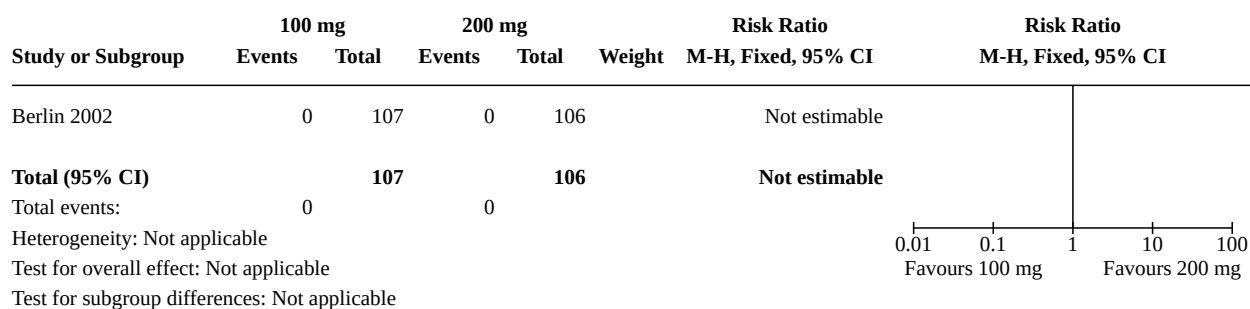 100 mg 200 mg Risk Ratio Risk Ratio
Study or Subgroup Events Total Events Total Weight M-H, Fixed, 95% CI M-H, Fixed, 95% CI
Berlin 2002 0 107 0 106 Not estimable
Total (95% CI) 107 106 Not estimable
Total events: 0 0
Heterogeneity: Not applicable
0.01 0.1 1 10 100
Test for overall effect: Not applicable Favours 100 mg Favours 200 mg
Test for subgroup differences: Not applicable